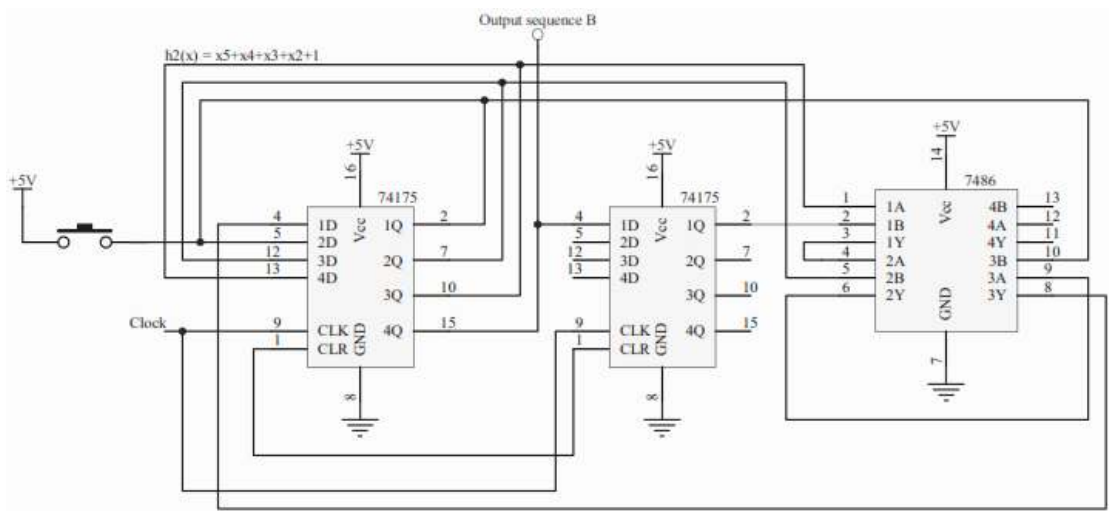 Output sequence B
h2(x) = x5+x4+x3+x2+1
+5V
+5V
16
74175
4 1D Vcc 1Q 2
5 2D
12 3D 2Q 7
13 4D
3Q 10
Clock
9 CLK 4Q 15
1 CLR GND
8
+5V
16
74175
4 1D Vcc 1Q 2
5 2D
12 3D 2Q 7
13 4D
3Q 10
9 CLK 4Q 15
1 CLR GND
8
+5V
14
7486
1 1A Vcc 4B 13
2 1B 4A 12
3 1Y 4Y 11
4 2A 3B 10
5 2B 3A 9
6 2Y 3Y 8
GND
7